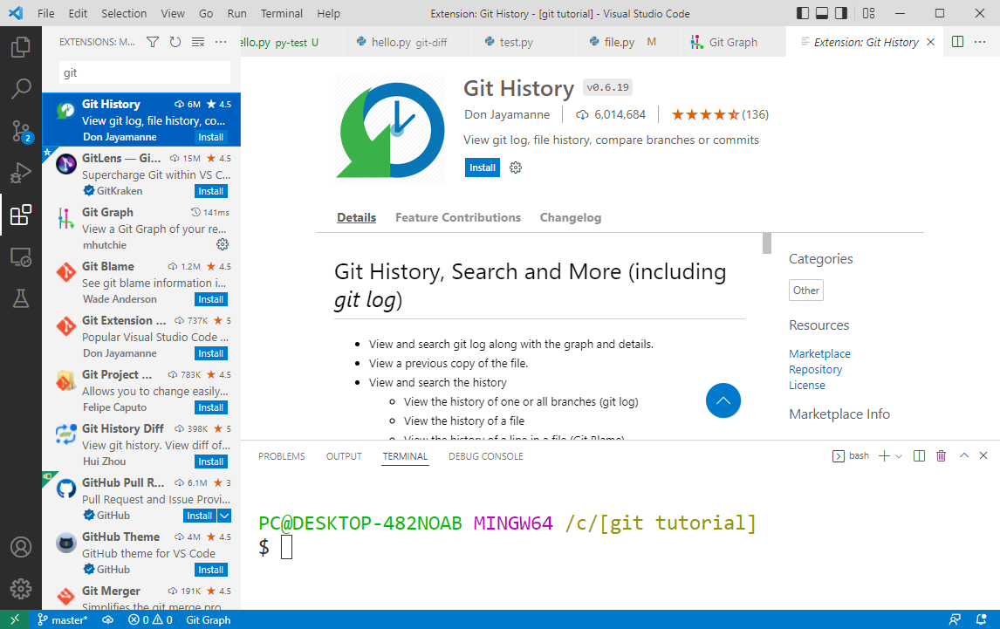 File Edit Selection View Go Run Terminal Help
Extension: Git History - [git tutorial] - Visual Studio Code
EXTENSIONS: M...
ello.py py-test U
hello.py git-diff
test.py
file.py M
Git Graph
Extension: Git History
git
Git History 6M 4.5
View git log, file history, co...
Don Jayamanne Install
GitLens — Gi... 15M 4.5
Supercharge Git within VS C...
GitKraken Install
Git Graph 141ms
View a Git Graph of your re...
mhutchie
Git Blame 1.2M 4.5
See git blame information i...
Wade Anderson Install
Git Extension ... 737K 5
Popular Visual Studio Code ...
Don Jayamanne Install
Git Project ... 783K 4.5
Allows you to change easily...
Felipe Caputo Install
Git History Diff 398K 5
View git history. View diff of...
Hui Zhou Install
GitHub Pull R... 6.1M 3
Pull Request and Issue Provi...
GitHub Install
GitHub Theme 4M 4.5
GitHub theme for VS Code
GitHub Install
Git Merger 191K 4.5
Simplifies the git merge pro...
2
Git History v0.6.19
Don Jayamanne 6,014,684 (136)
View git log, file history, compare branches or commits
Install
Details Feature Contributions Changelog
Git History, Search and More (including
git log)
• View and search git log along with the graph and details.
• View a previous copy of the file.
• View and search the history
◦ View the history of one or all branches (git log)
◦ View the history of a file
◦ View the history of a line in a file (Git Blame)
Categories
Other
Resources
Marketplace
Repository
License
Marketplace Info
PROBLEMS OUTPUT TERMINAL DEBUG CONSOLE
bash
PC@DESKTOP-482NOAB MINGW64 /c/[git tutorial]
$
master* 0 0 Git Graph